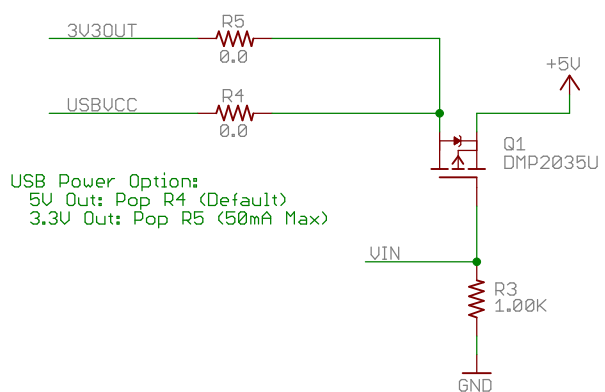 3V3OUT
R5
0.0
USBVCC
R4
0.0
+5V
Q1
DMP2035U
USB Power Option:
5V Out: Pop R4 (Default)
3.3V Out: Pop R5 (50mA Max)
VIN
R3
1.00K
GND